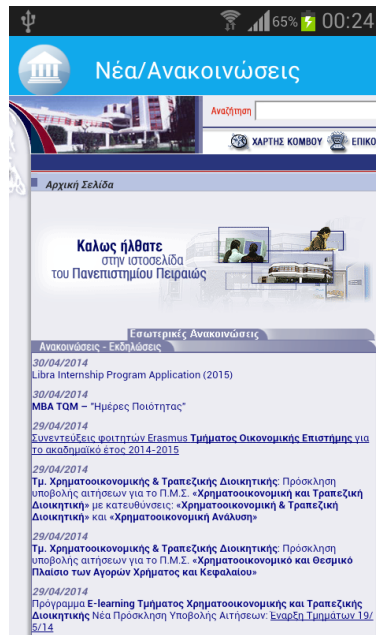 65% 00:24
Νέα/Ανακοινώσεις
Αναζήτηση
ΧΑΡΤΗΣ ΚΟΜΒΟΥ ΕΠΙΚΟ
Αρχική Σελίδα
Καλως ήλθατε
στην ιστοσελίδα
του Πανεπιστημίου Πειραιώς
Εσωτερικές Ανακοινώσεις
Ανακοινώσεις - Εκδηλώσεις
30/04/2014
Libra Internship Program Application (2015)
30/04/2014
MBA TQM – "Ημέρες Ποιότητας"
29/04/2014
Συνεντεύξεις φοιτητών Erasmus Τμήματος Οικονομικής Επιστήμης για
το ακαδημαϊκό έτος 2014-2015
29/04/2014
Τμ. Χρηματοοικονομικής & Τραπεζικής Διοικητικής: Πρόσκληση
υποβολής αιτήσεων για το Π.Μ.Σ. «Χρηματοοικονομική και Τραπεζική
Διοικητική» με κατευθύνσεις: «Χρηματοοικονομική & Τραπεζική
Διοικητική» και «Χρηματοοικονομική Ανάλυση»
29/04/2014
Τμ. Χρηματοοικονομικής & Τραπεζικής Διοικητικής: Πρόσκληση
υποβολής αιτήσεων για το Π.Μ.Σ. «Χρηματοοικονομικό και Θεσμικό
Πλαίσιο των Αγορών Χρήματος και Κεφαλαίου»
29/04/2014
Πρόγραμμα E-learning Τμήματος Χρηματοοικονομικής και Τραπεζικής
Διοικητικής Νέα Πρόσκληση Υποβολής Αιτήσεων: Έναρξη Τμημάτων 19/
5/14